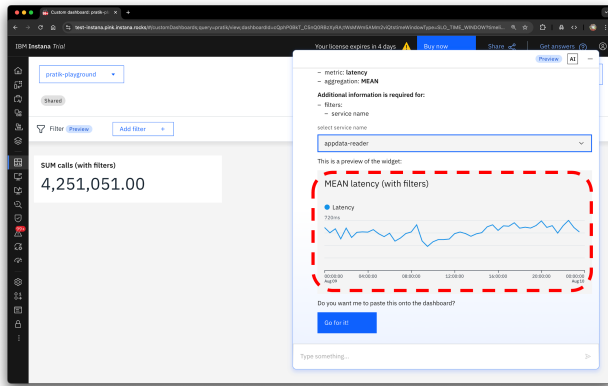 Custom Dashboard: pratik-pl
IBM Instana Trial
Your license expires in 4 days
Buy now
Share
Get answers
pratik-playground
Shared
Filter
Preview
Add filter +
SUM calls (with filters)
4,251,051.00
99+
Preview
AI
– metric: latency
– aggregation: MEAN
Additional information is required for:
– filters:
– service name
select service name
appdata-reader
This is a preview of the widget:
MEAN latency (with filters)
Latency
720ms
00:00:00 04:00:00 08:00:00 12:00:00 16:00:00 20:00:00 00:00:00
Aug 09 Aug 10
Do you want me to paste this onto the dashboard?
Go for it!
Type something...